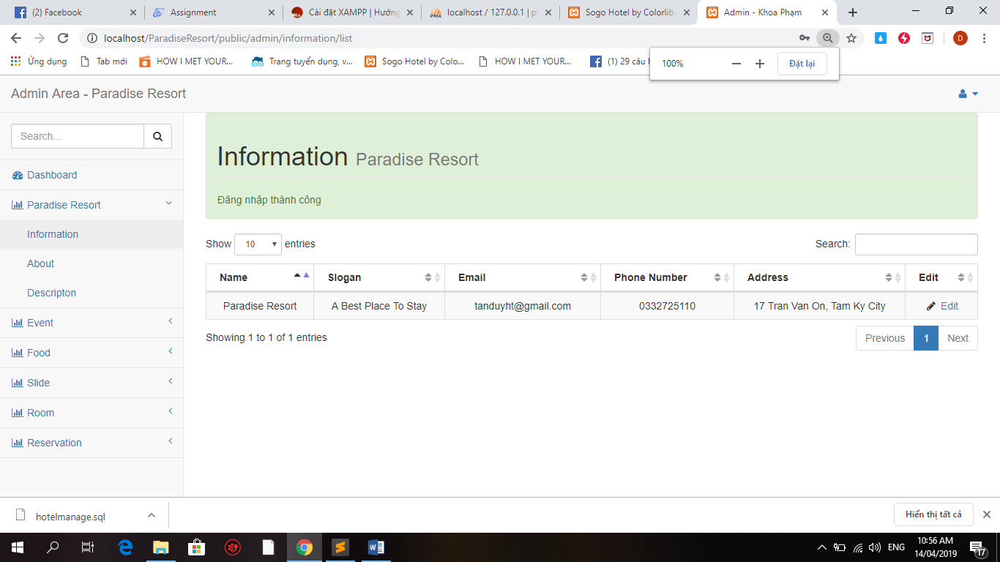 (2) Facebook
Assignment
Cài đặt XAMPP | Hướng
localhost / 127.0.0.1 | p
Sogo Hotel by Colorlib.
Admin - Khoa Phạm
localhost/ParadiseResort/public/admin/information/list
Ứng dụng
Tab mới
HOW I MET YOUR...
Trang tuyển dụng, v...
Sogo Hotel by Colo...
HOW I MET YOUR...
(1) 29 câu
100%
Đặt lại
D
Admin Area - Paradise Resort
Search...
Dashboard
Paradise Resort
Information
About
Descripton
Event
Food
Slide
Room
Reservation
Information Paradise Resort
Đăng nhập thành công
Show 10 entries
Search:
Name Slogan Email Phone Number Address Edit
Paradise Resort A Best Place To Stay tanduyht@gmail.com 0332725110 17 Tran Van On, Tam Ky City Edit
Showing 1 to 1 of 1 entries
Previous 1 Next
hotelmanage.sql
Hiển thị tất cả
ENG
10:56 AM
14/04/2019
17